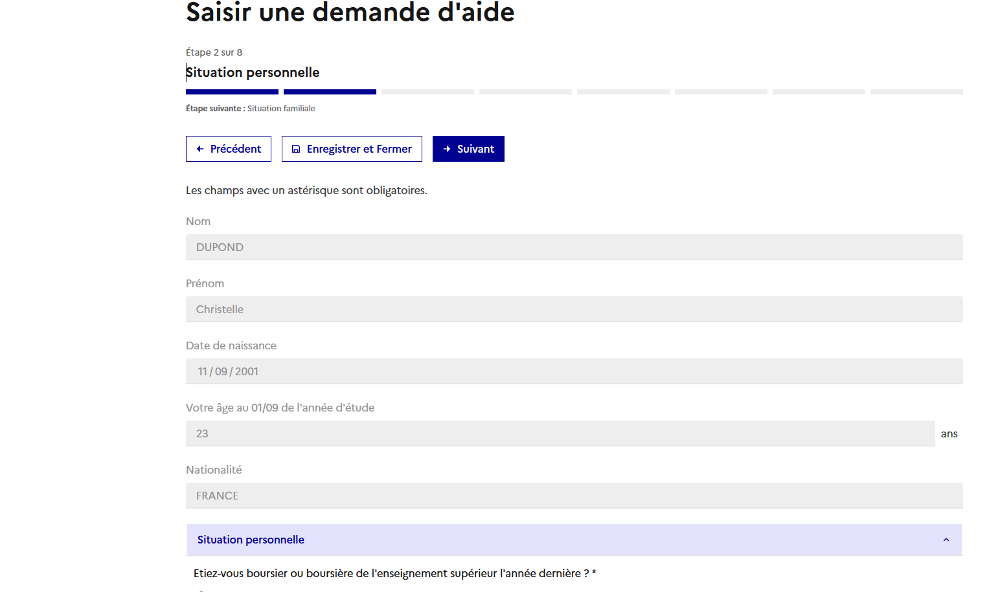 Saisir une demande d'aide
Étape 2 sur 8
Situation personnelle
Étape suivante : Situation familiale
Précédent
Enregistrer et Fermer
Suivant
Les champs avec un astérisque sont obligatoires.
Nom
DUPOND
Prénom
Christelle
Date de naissance
11 / 09 / 2001
Votre âge au 01/09 de l'année d'étude
23 ans
Nationalité
FRANCE
Situation personnelle
Etiez-vous boursier ou boursière de l'enseignement supérieur l'année dernière ? *